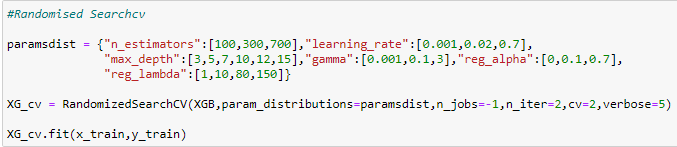 #Randomised Searchcv
paramsdist = {"n_estimators":[100,300,700],"learning_rate":[0.001,0.02,0.7],
"max_depth":[3,5,7,10,12,15],"gamma":[0.001,0.1,3],"reg_alpha":[0,0.1,0.7],
"reg_lambda":[1,10,80,150]}
XG_cv = RandomizedSearchCV(XGB,param_distributions=paramsdist,n_jobs=-1,n_iter=2,cv=2,verbose=5)
XG_cv.fit(x_train,y_train)